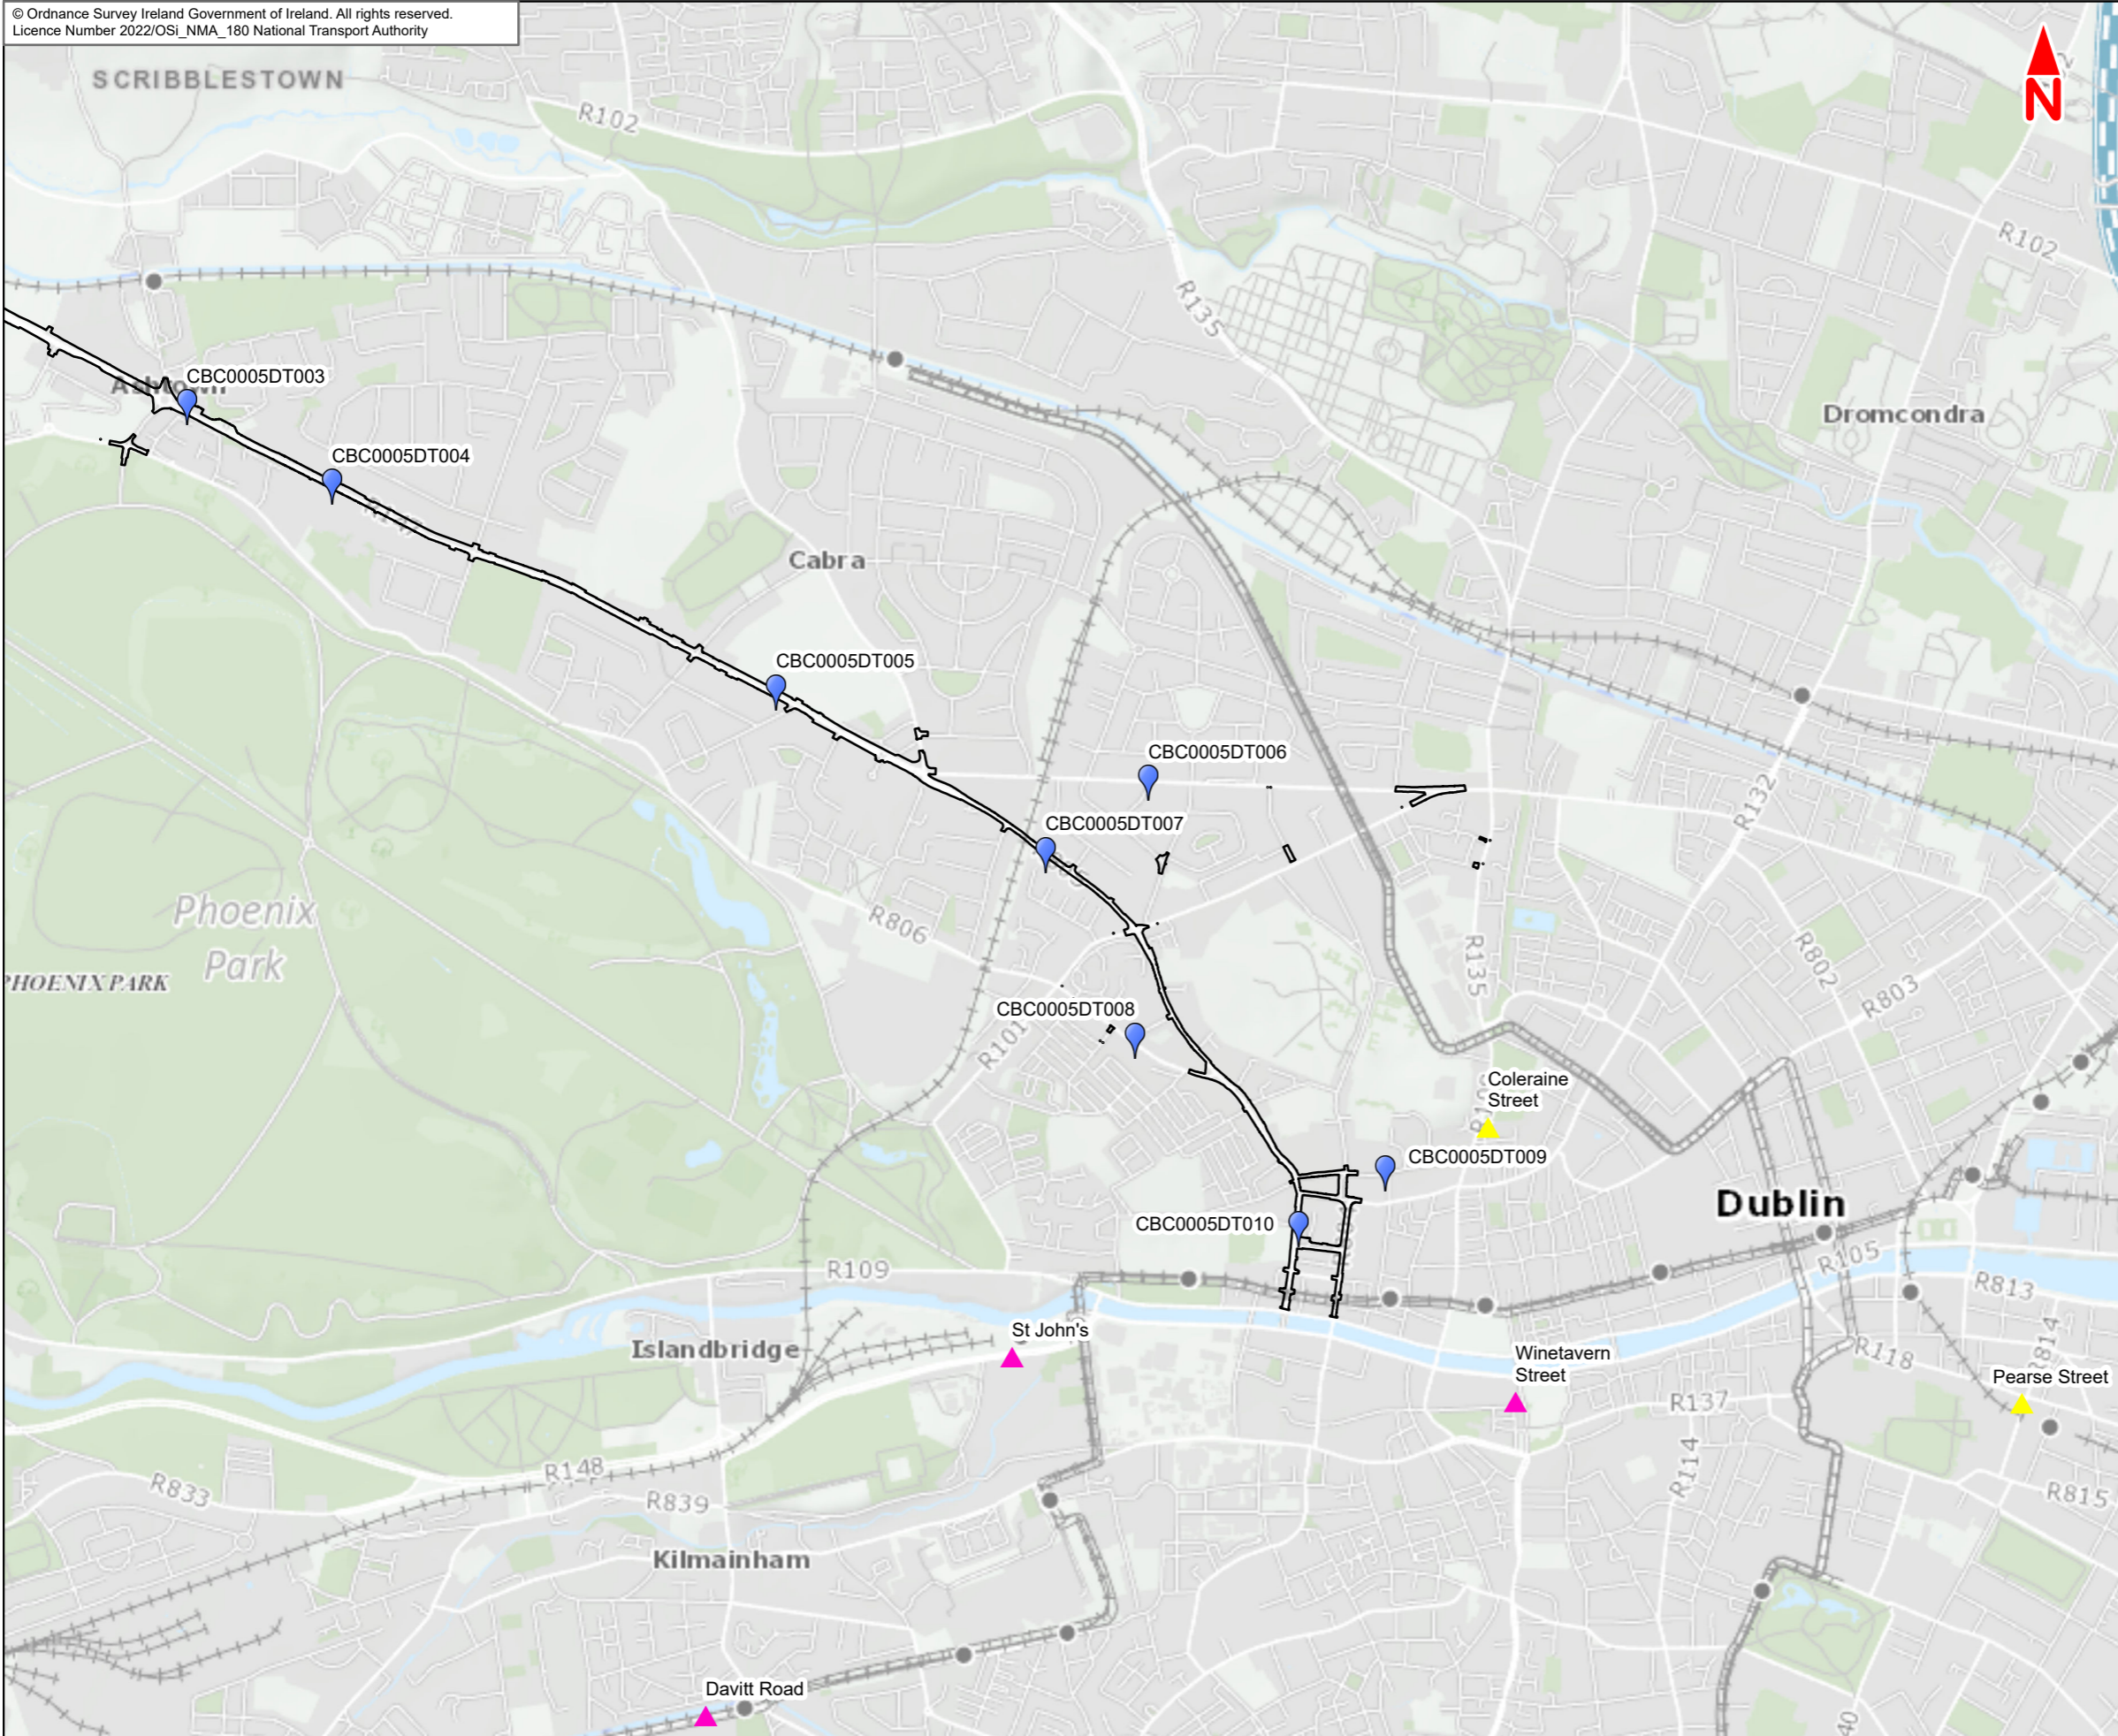 © Ordnance Survey Ireland Government of Ireland. All rights reserved.
Licence Number 2022/OSi_NMA_180 National Transport Authority
SCRIBBLESTOWN
R102
N
R102
R135
CBC0005DT003
Ashtown
Dromcondra
CBC0005DT004
Cabra
CBC0005DT005
CBC0005DT006
R132
CBC0005DT007
Phoenix
Park
R806
PHOENIX PARK
R135
R802
R803
CBC0005DT008
R101
Coleraine
Street
CBC0005DT009
Dublin
CBC0005DT010
R109
R105
R813
St John's
Islandbridge
Winetavern
Street
R118
R814
Pearse Street
R137
R148
R114
R833
R839
R815
Kilmainham
Davitt Road